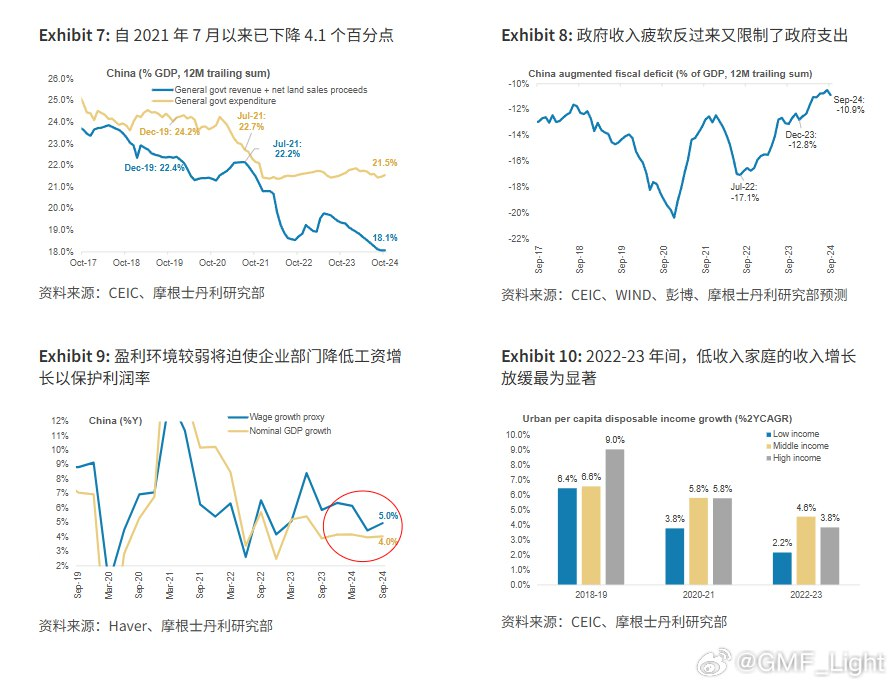 Exhibit 7: 自 2021 年 7 月以来已下降 4.1 个百分点
China (% GDP, 12M trailing sum)
General govt revenue + net land sales proceeds
General govt expenditure
26.0%
25.0%
24.0%
23.0%
22.0%
21.0%
20.0%
19.0%
18.0%
Dec-19: 24.2%
Jul-21:
22.7%
Jul-21:
22.2%
Dec-19: 22.4%
21.5%
18.1%
Oct-17 Oct-18 Oct-19 Oct-20 Oct-21 Oct-22 Oct-23 Oct-24
资料来源：CEIC、摩根士丹利研究部
Exhibit 8: 政府收入疲软反过来又限制了政府支出
China augmented fiscal deficit (% of GDP, 12M trailing sum)
-10%
-12%
-14%
-16%
-18%
-20%
-22%
Sep-24:
-10.9%
Dec-23:
-12.8%
Jul-22:
-17.1%
Sep-17 Sep-18 Sep-19 Sep-20 Sep-21 Sep-22 Sep-23 Sep-24
资料来源：CEIC、WIND、彭博、摩根士丹利研究部预测
Exhibit 9: 盈利环境较弱将迫使企业部门降低工资增
长以保护利润率
China (%Y)
Wage growth proxy
Nominal GDP growth
12%
11%
10%
9%
8%
7%
6%
5%
4%
3%
2%
5.0%
4.0%
Sep-19 Mar-20 Sep-20 Mar-21 Sep-21 Mar-22 Sep-22 Mar-23 Sep-23 Mar-24 Sep-24
资料来源：Haver、摩根士丹利研究部
Exhibit 10: 2022-23 年间，低收入家庭的收入增长
放缓最为显著
Urban per capita disposable income growth (%2YCAGR)
Low income
Middle income
High income
10.0%
9.0%
8.0%
7.0%
6.0%
5.0%
4.0%
3.0%
2.0%
1.0%
0.0%
6.4% 6.6% 9.0%
3.8% 5.8% 5.8%
2.2% 4.6% 3.8%
2018-19 2020-21 2022-23
资料来源：CEIC、摩根士丹利研究部
@GMF_Light